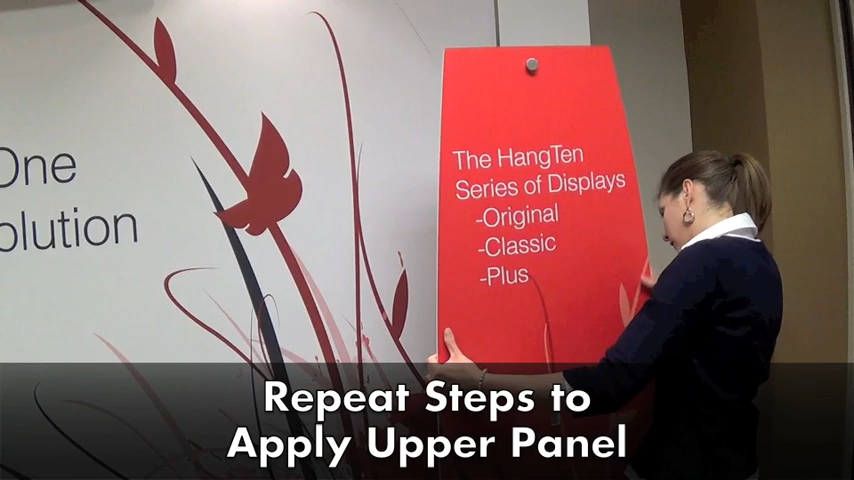 One
olution
The HangTen
Series of Displays
-Original
-Classic
-Plus
Repeat Steps to
Apply Upper Panel